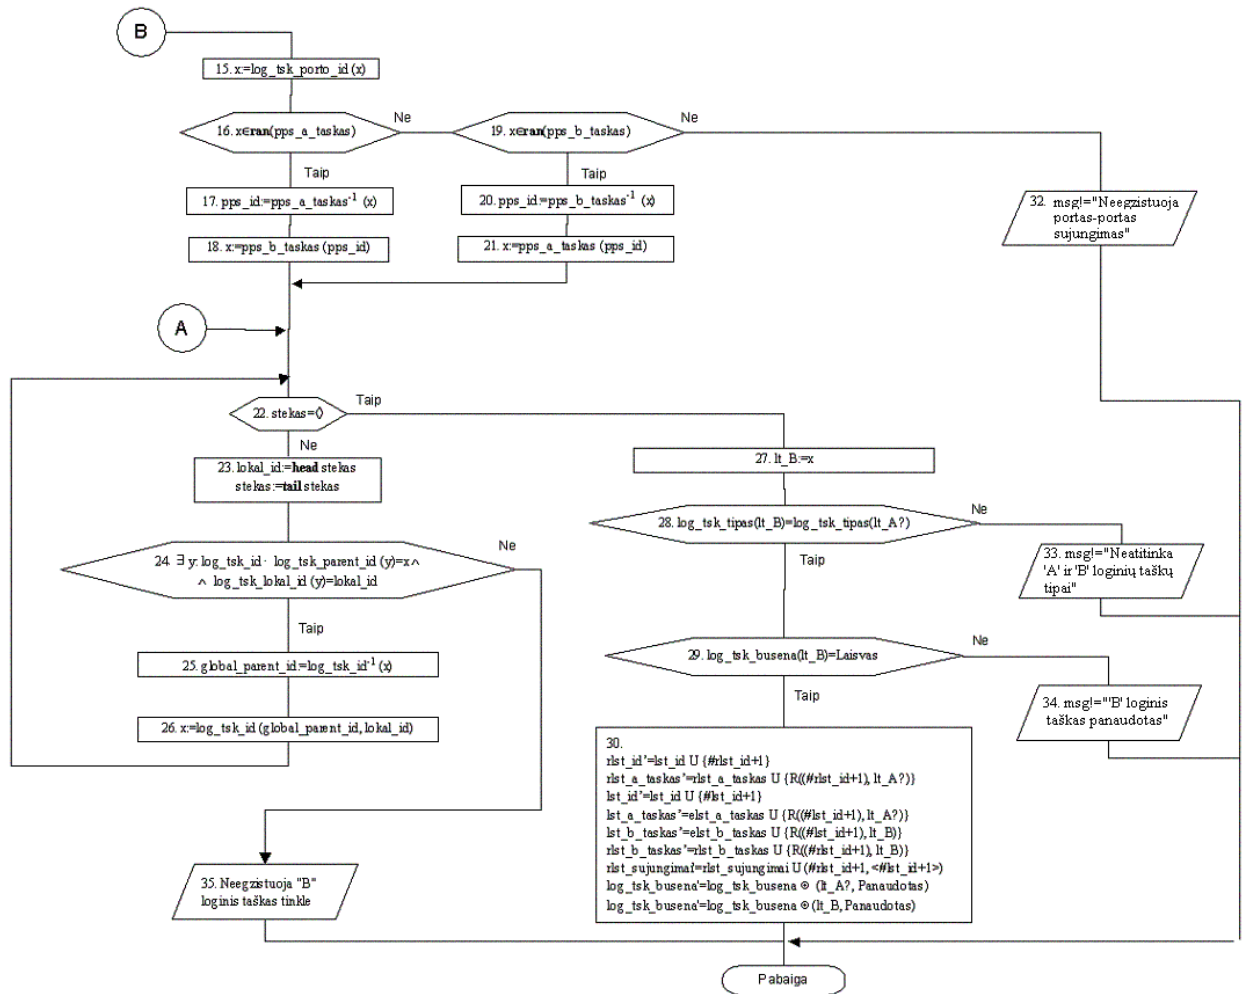 B
15. x:=log_tsk_porto_id (x)
16. x∈ran(pps_a_taskas)
Ne
19. x∈ran(pps_b_taskas)
Ne
Taip
Taip
17. pps_id:=pps_a_taskas⁻¹ (x)
20. pps_id:=pps_b_taskas⁻¹ (x)
32. msg!="Neegzistuoja
portas-portas
sujungimas"
18. x:=pps_b_taskas (pps_id)
21. x:=pps_a_taskas (pps_id)
A
22. stekas=◊
Taip
Ne
23. lokal_id:=head stekas
stekas:=tail stekas
27. lt_B:=x
28. log_tsk_tipas(lt_B)=log_tsk_tipas(lt_A?)
Ne
Taip
24. ∃ y: log_tsk_id · log_tsk_parent_id (y)=x ∧
∧ log_tsk_lokal_id (y)=lokal_id
Ne
33. msg!="Neatitinka
'A' ir 'B' loginių taškų
tipai"
Taip
25. global_parent_id:=log_tsk_id⁻¹ (x)
29. log_tsk_busena(lt_B)=Laisvas
Ne
Taip
34. msg!="'B' loginis
taškas panaudotas"
26. x:=log_tsk_id (global_parent_id, lokal_id)
30.
rlst_id'=lst_id U {#rlst_id+1}
rlst_a_taskas'=rlst_a_taskas U {R((#rlst_id+1), lt_A?)}
lst_id'=lst_id U {#lst_id+1}
lst_a_taskas'=elst_a_taskas U {R((#lst_id+1), lt_A?)}
lst_b_taskas'=elst_b_taskas U {R((#lst_id+1), lt_B)}
rlst_b_taskas'=rlst_b_taskas U {R((#rlst_id+1), lt_B)}
rlst_sujungimai'=rlst_sujungimai U (#rlst_id+1, <#lst_id+1>)
log_tsk_busena'=log_tsk_busena ⊕ (lt_A?, Panaudotas)
log_tsk_busena'=log_tsk_busena ⊕ (lt_B, Panaudotas)
35. Neegzistuoja "B"
loginis taškas tinkle
Pabaiga